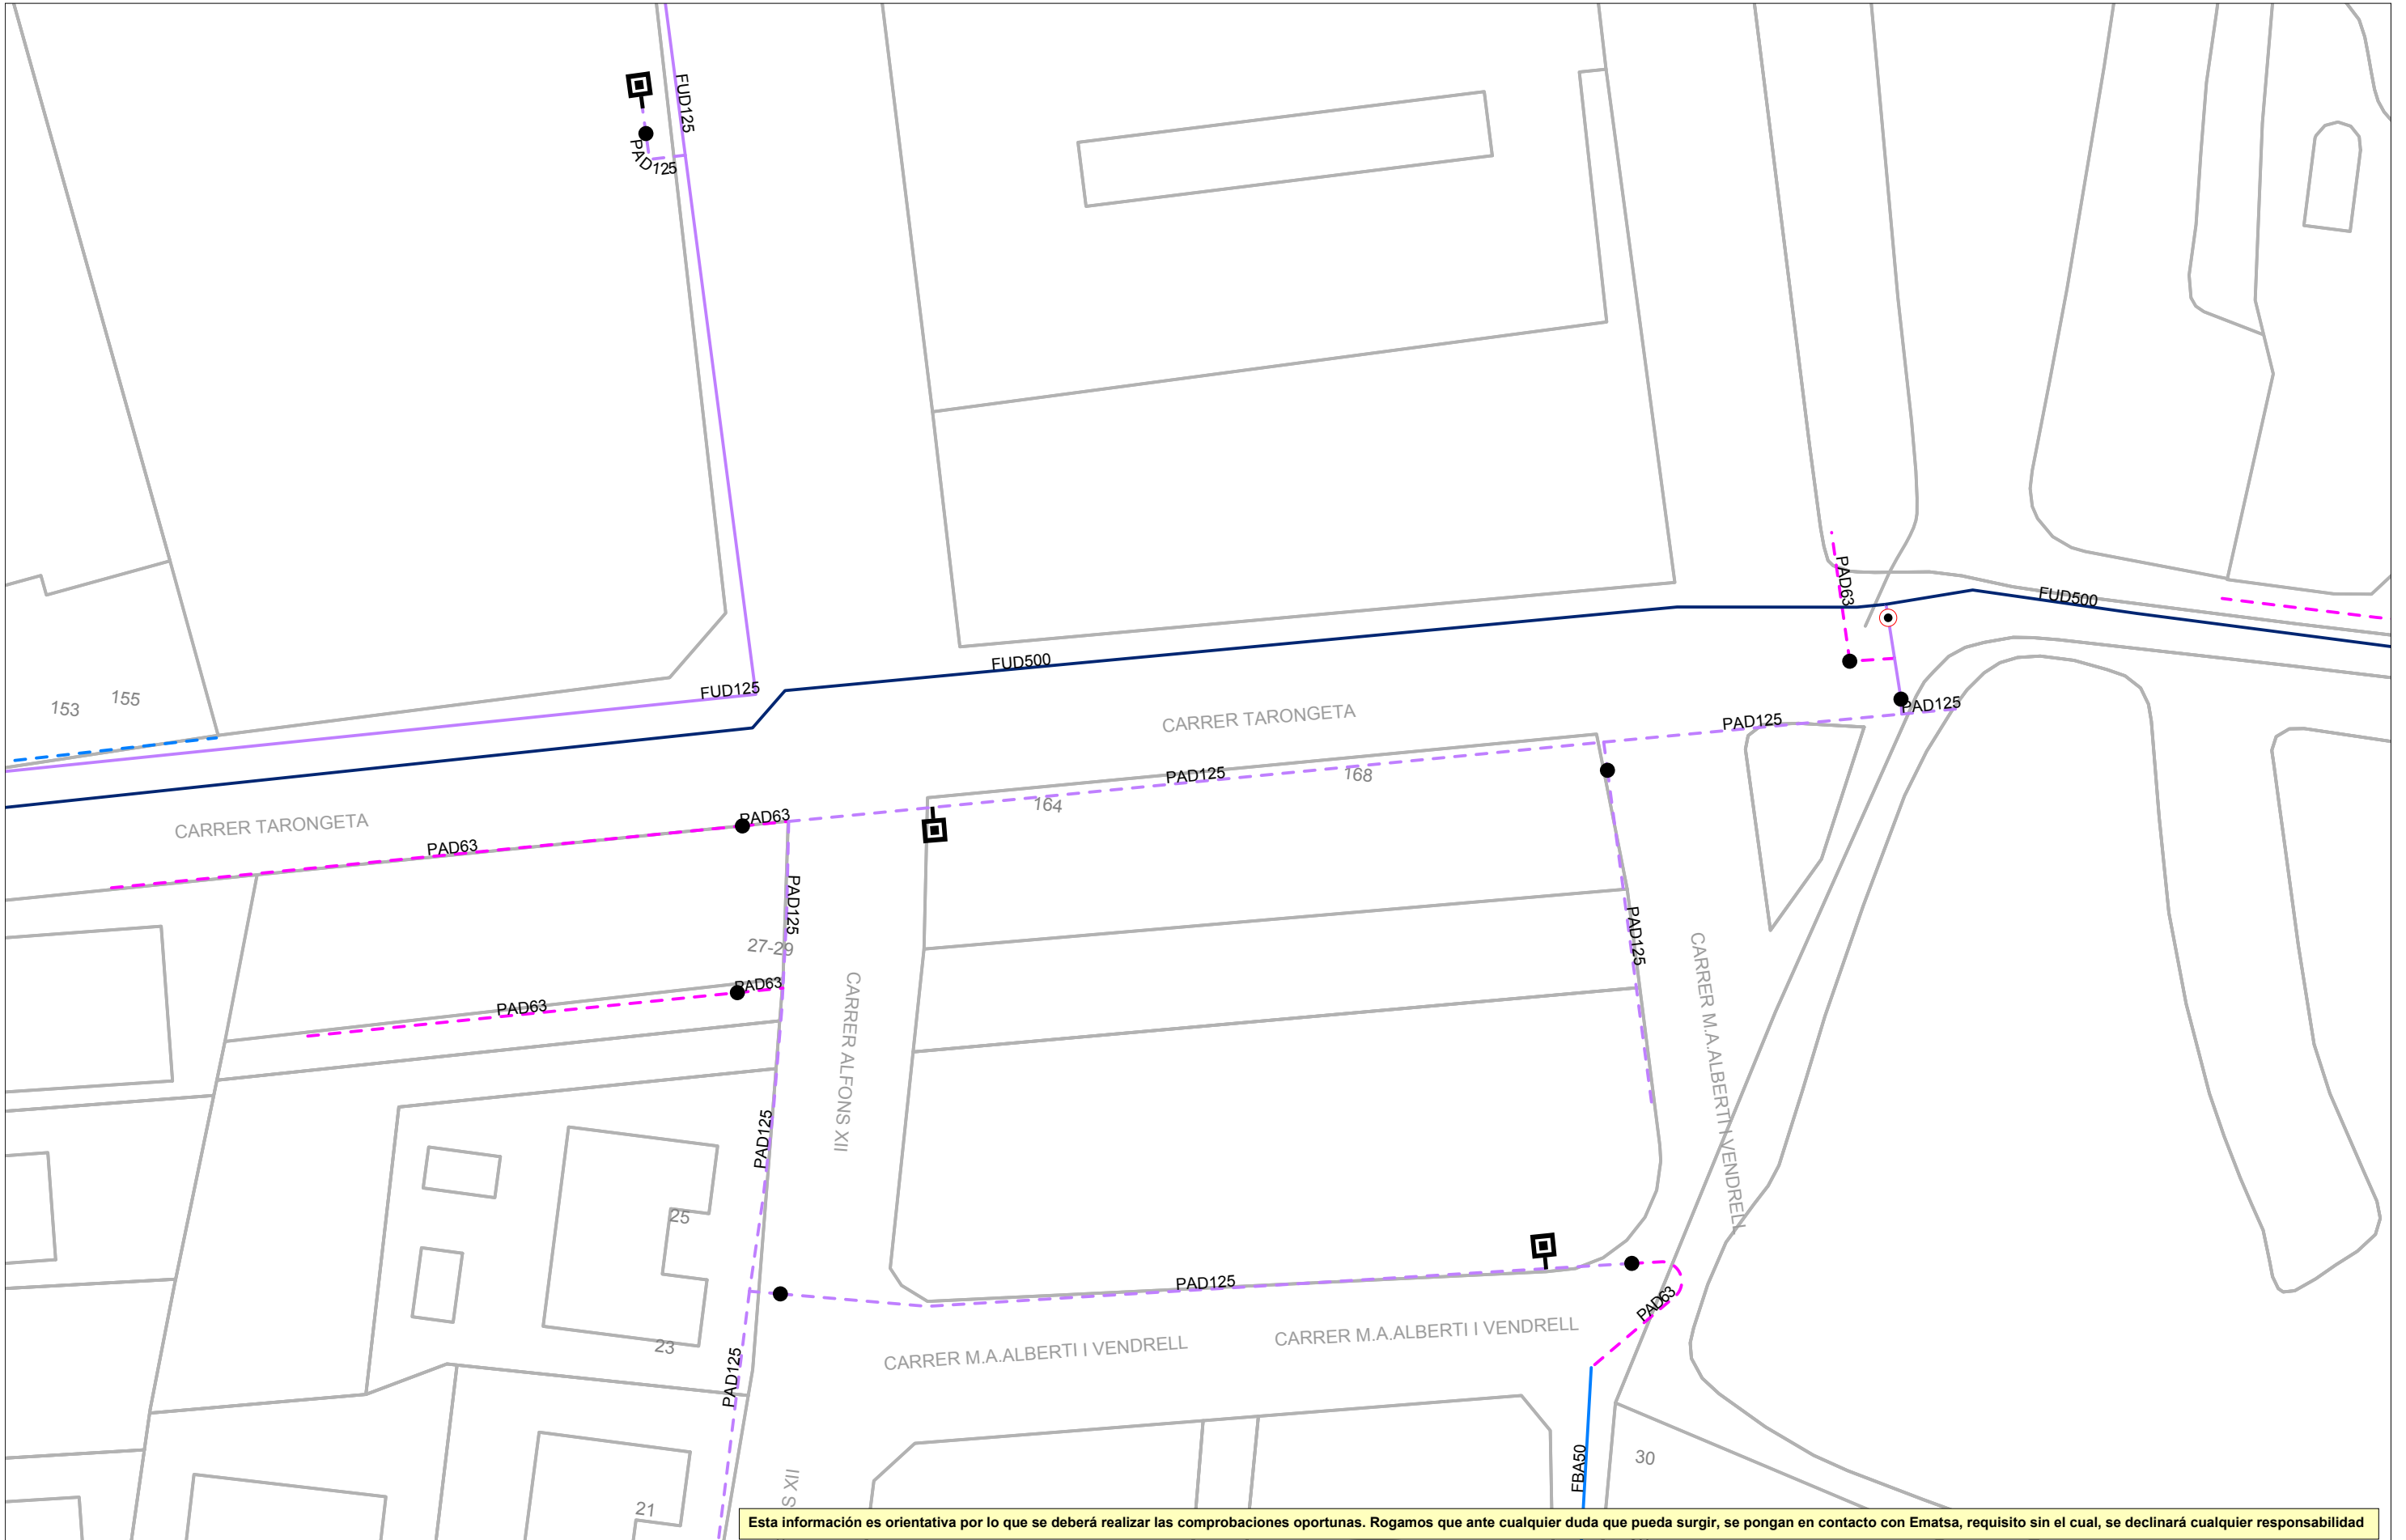 FUD125
PAD125
PAD63
FUD500
FUD500
FUD125
153
155
CARRER TARONGETA
PAD125
PAD125
PAD125
168
164
PAD63
CARRER TARONGETA
PAD63
PAD125
27-29
PAD63
PAD63
PAD125
CARRER ALFONS XII
CARRER M.A.ALBERTI I VENDRELL
PAD125
25
PAD125
PAD63
CARRER M.A.ALBERTI I VENDRELL
CARRER M.A.ALBERTI I VENDRELL
23
PAD125
FBA50
30
S XII
21
Esta información es orientativa por lo que se deberá realizar las comprobaciones oportunas. Rogamos que ante cualquier duda que pueda surgir, se pongan en contacto con Ematsa, requisito sin el cual, se declinará cualquier responsabilidad